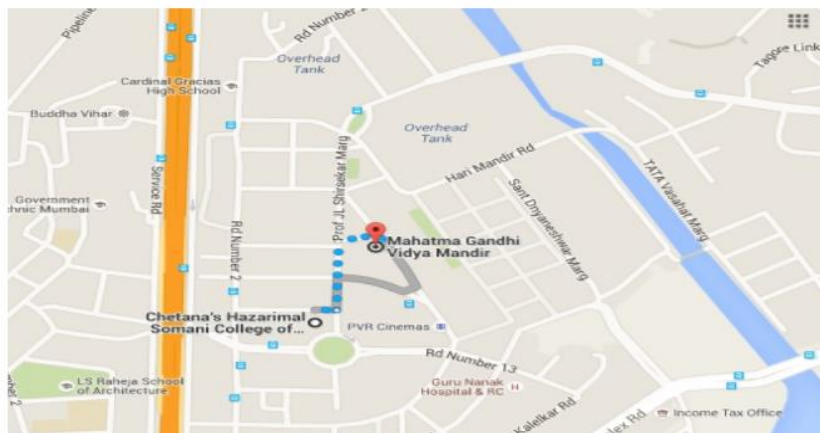 Pipeline
Rd Number 2
Tagore Link
Overhead
Tank
Cardinal Gracias
High School
Buddha Vihar
Overhead
Tank
Hari Mandir Rd
Service Rd
Prof JL Shirsekar Marg
Sant Dnyaneshwar Marg
TATA Vasahat Marg
Government
chnic Mumbai
Rd Number 2
Mahatma Gandhi
Vidya Mandir
Chetana's Hazarimal
Somani College of...
PVR Cinemas
Rd Number 13
LS Raheja School
of Architecture
Guru Nanak
Hospital & RC
Kalelkar Rd
Income Tax Office